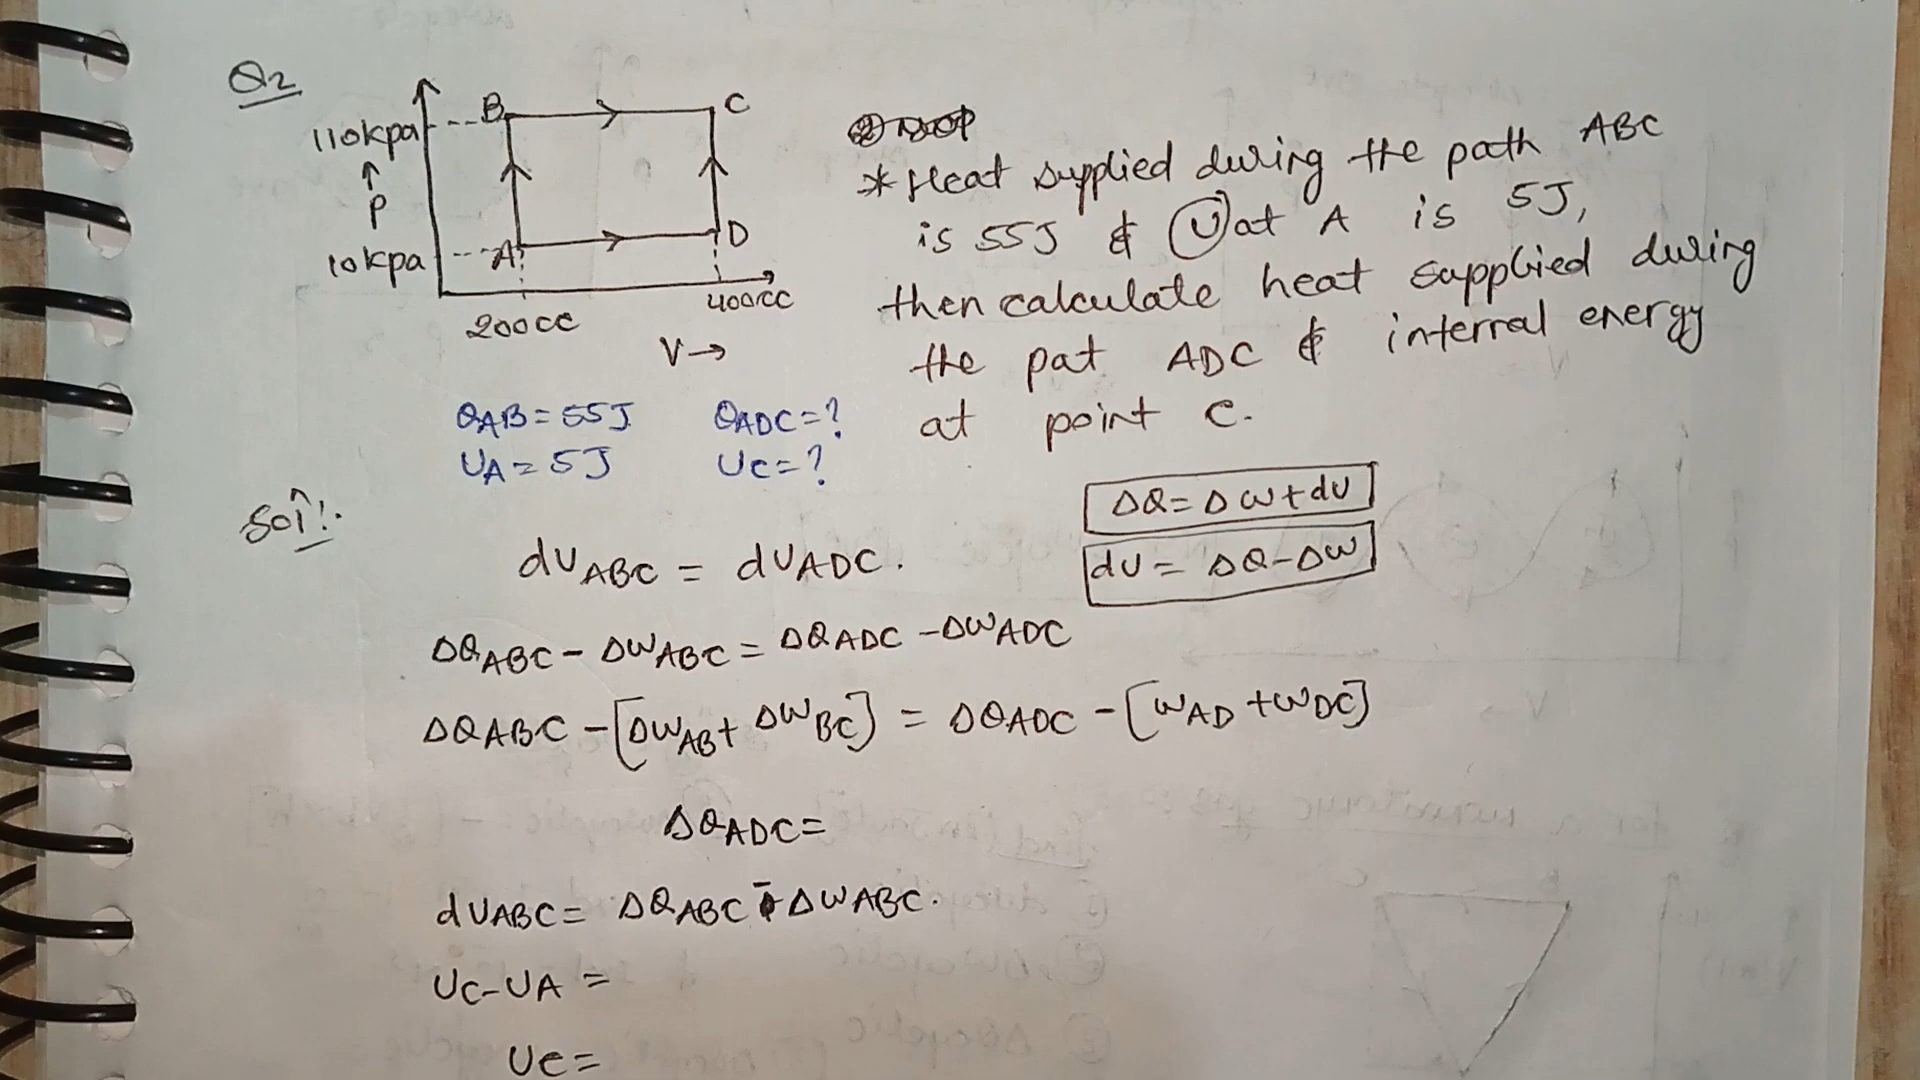 Q2
110kpa
↑
P
10kpa
B
C
A
D
200cc
400cc
V→
* Heat supplied during the path ABC
is 55J & U at A is 5J,
then calculate heat supplied during
the pat ADC & internal energy
at point C.
QAB = 55J QADC = ?
UA = 5J UC = ?
Sol:
ΔQ = ΔW + dU
dU = ΔQ - ΔW
dUABC = dUADC.
ΔQABC - ΔWABC = ΔQADC - ΔWADC
ΔQABC - [ΔWAB + ΔWBC] = ΔQADC - [WAD + WDC]
ΔQADC =
dUABC = ΔQABC - ΔWABC.
UC - UA =
UC =